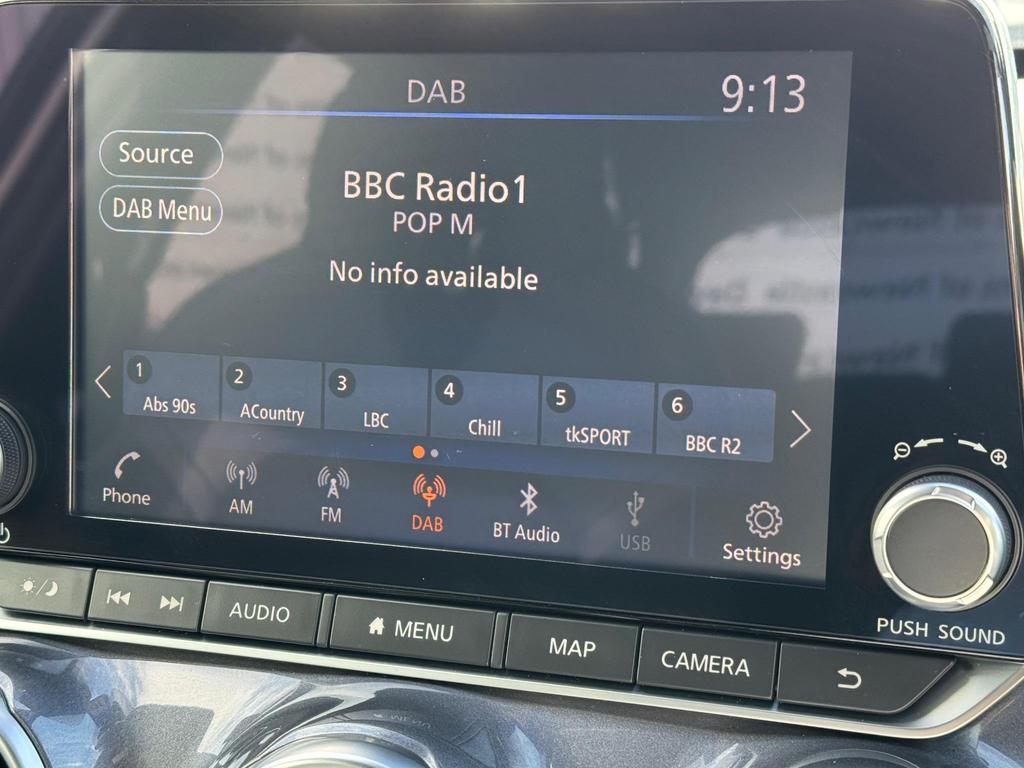 DAB
9:13
Source
DAB Menu
BBC Radio1
POP M
No info available
1
Abs 90s
2
ACountry
3
LBC
4
Chill
5
tkSPORT
6
BBC R2
Phone
AM
FM
DAB
BT Audio
USB
Settings
AUDIO
MENU
MAP
CAMERA
PUSH SOUND